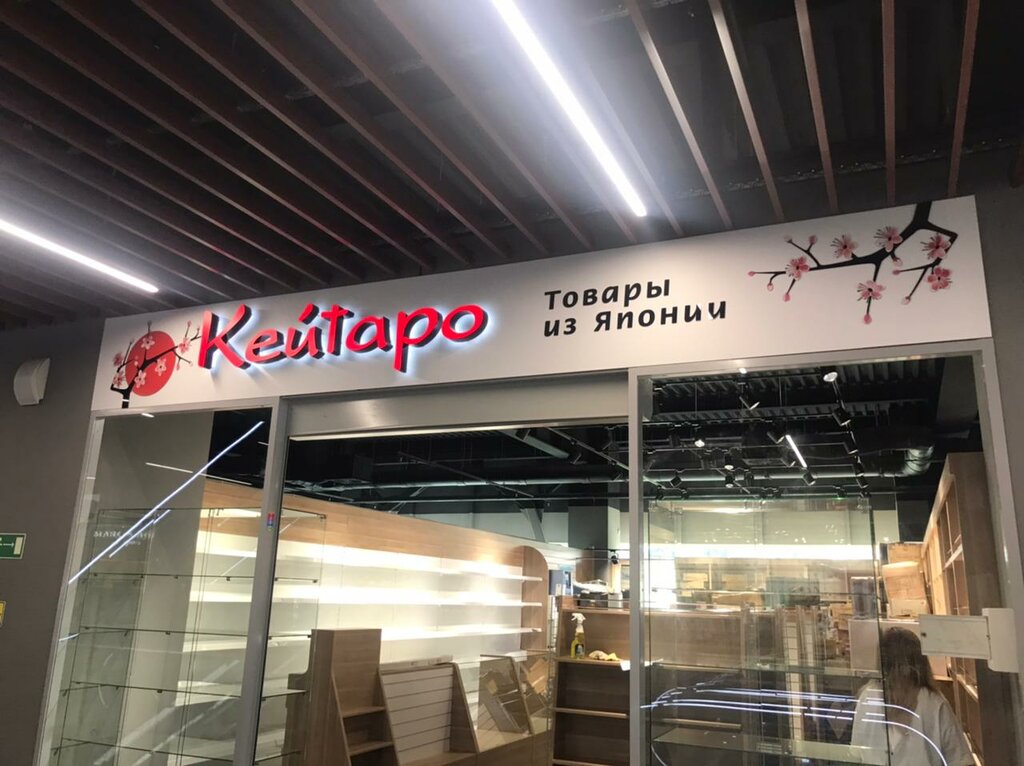 Кейтаро
Товары
из Японии